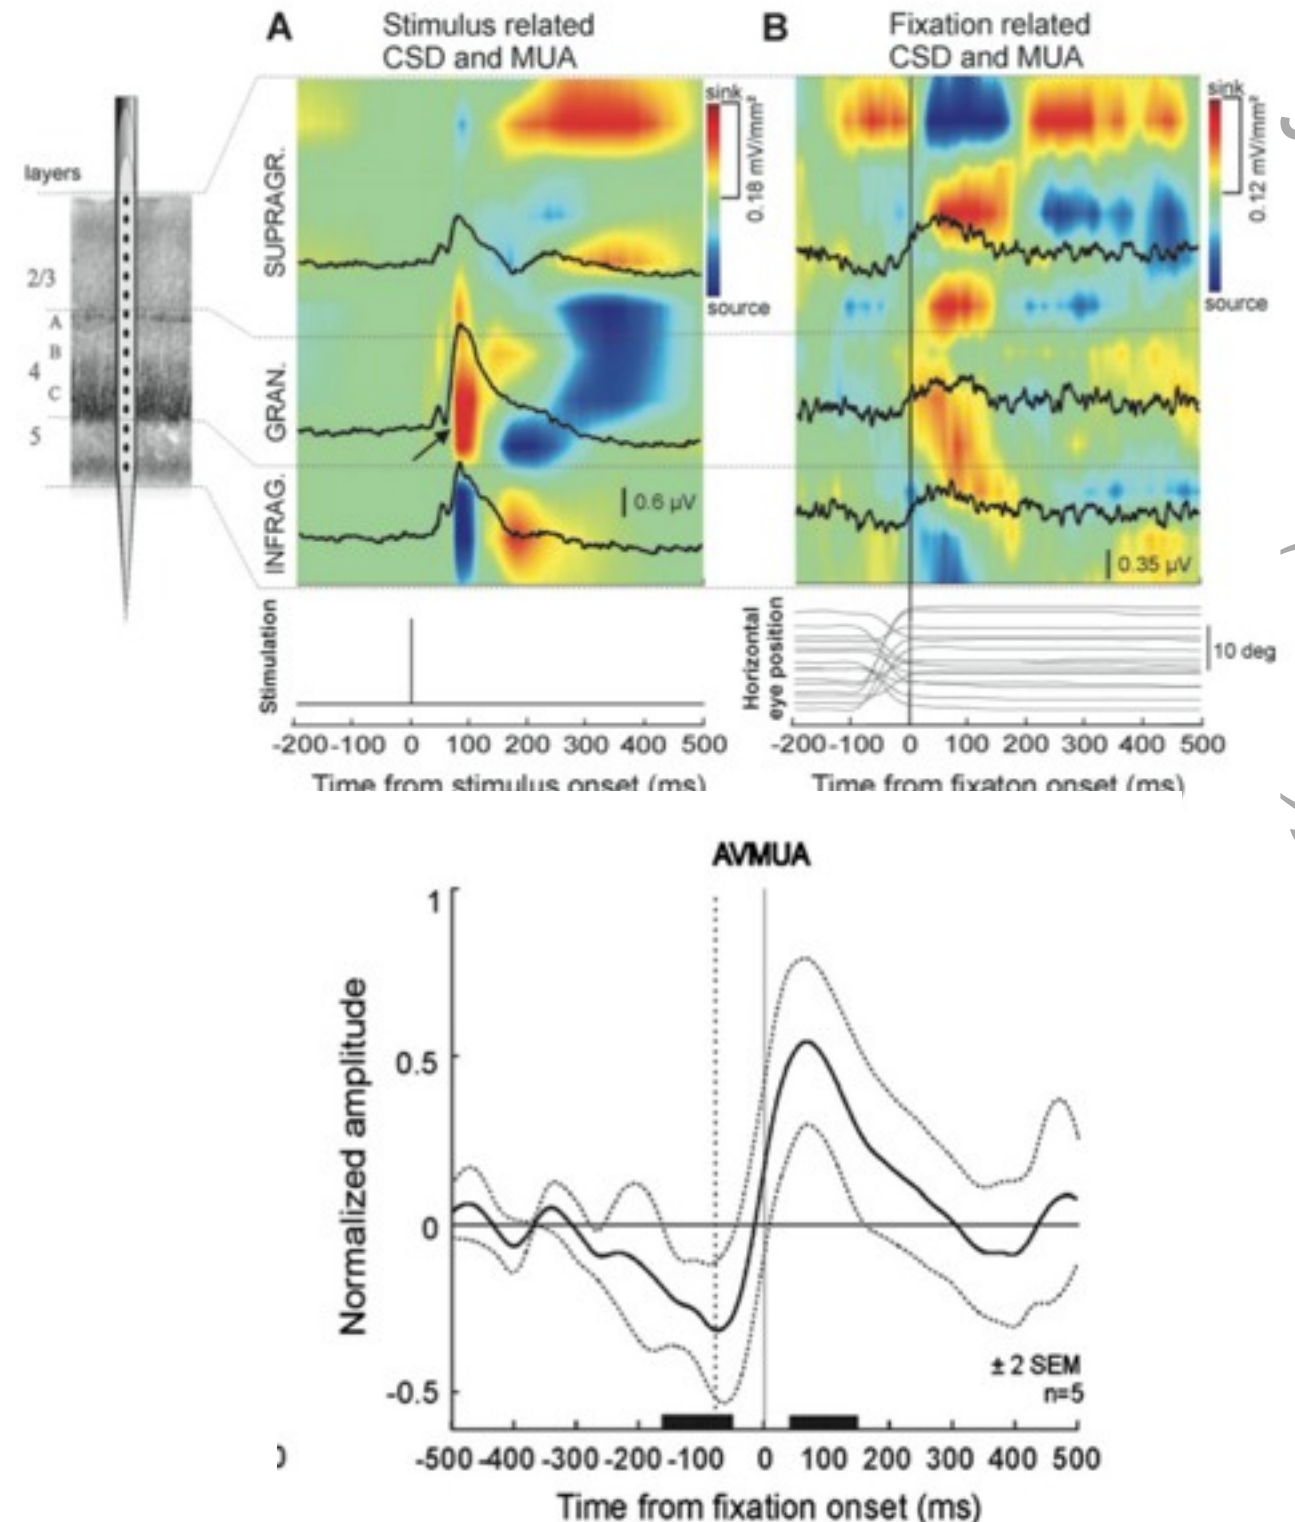 A
Stimulus related
CSD and MUA
B
Fixation related
CSD and MUA
layers
2/3
A
B
4
C
5
SUPRAGR.
GRAN.
INFRAG.
sink
0.18 mV/mm²
source
0.6 µV
sink
0.12 mV/mm²
source
0.35 µV
Stimulation
-200 -100 0 100 200 300 400 500
Time from stimulus onset (ms)
Horizontal
eye position
10 deg
-200 -100 0 100 200 300 400 500
Time from fixaton onset (ms)
AVMUA
Normalized amplitude
1
0.5
0
-0.5
± 2 SEM
n=5
-500 -400 -300 -200 -100 0 100 200 300 400 500
Time from fixation onset (ms)